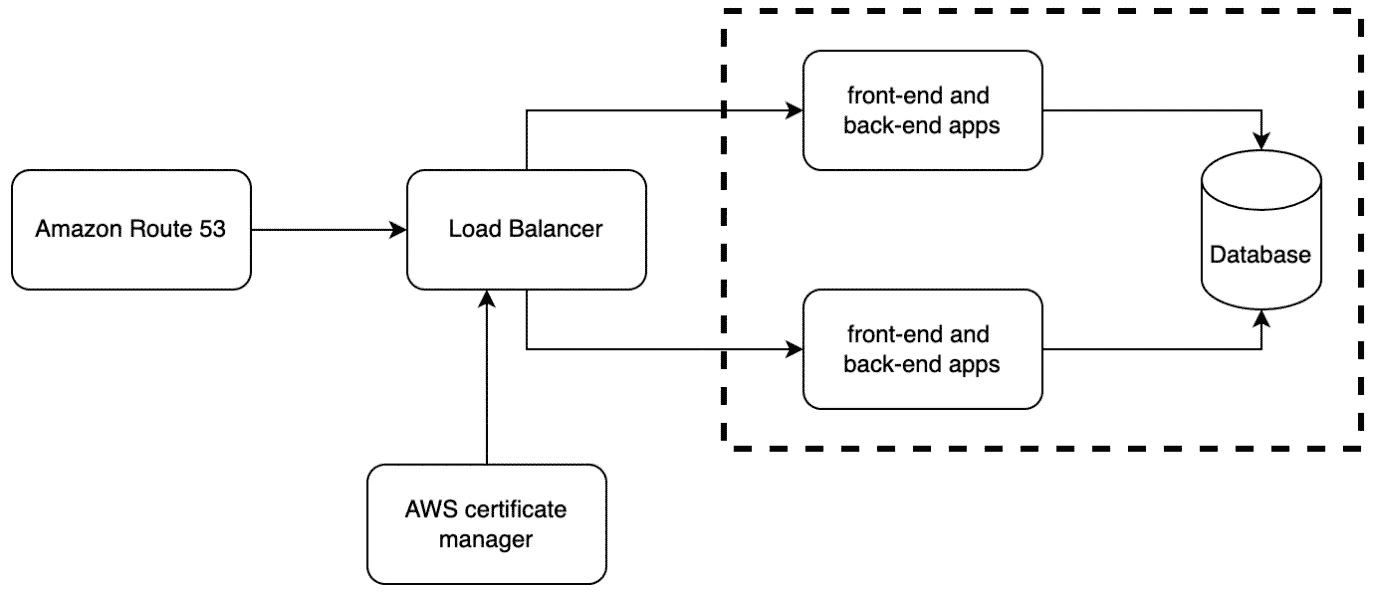 front-end and
back-end apps
Amazon Route 53
Load Balancer
Database
front-end and
back-end apps
AWS certificate
manager